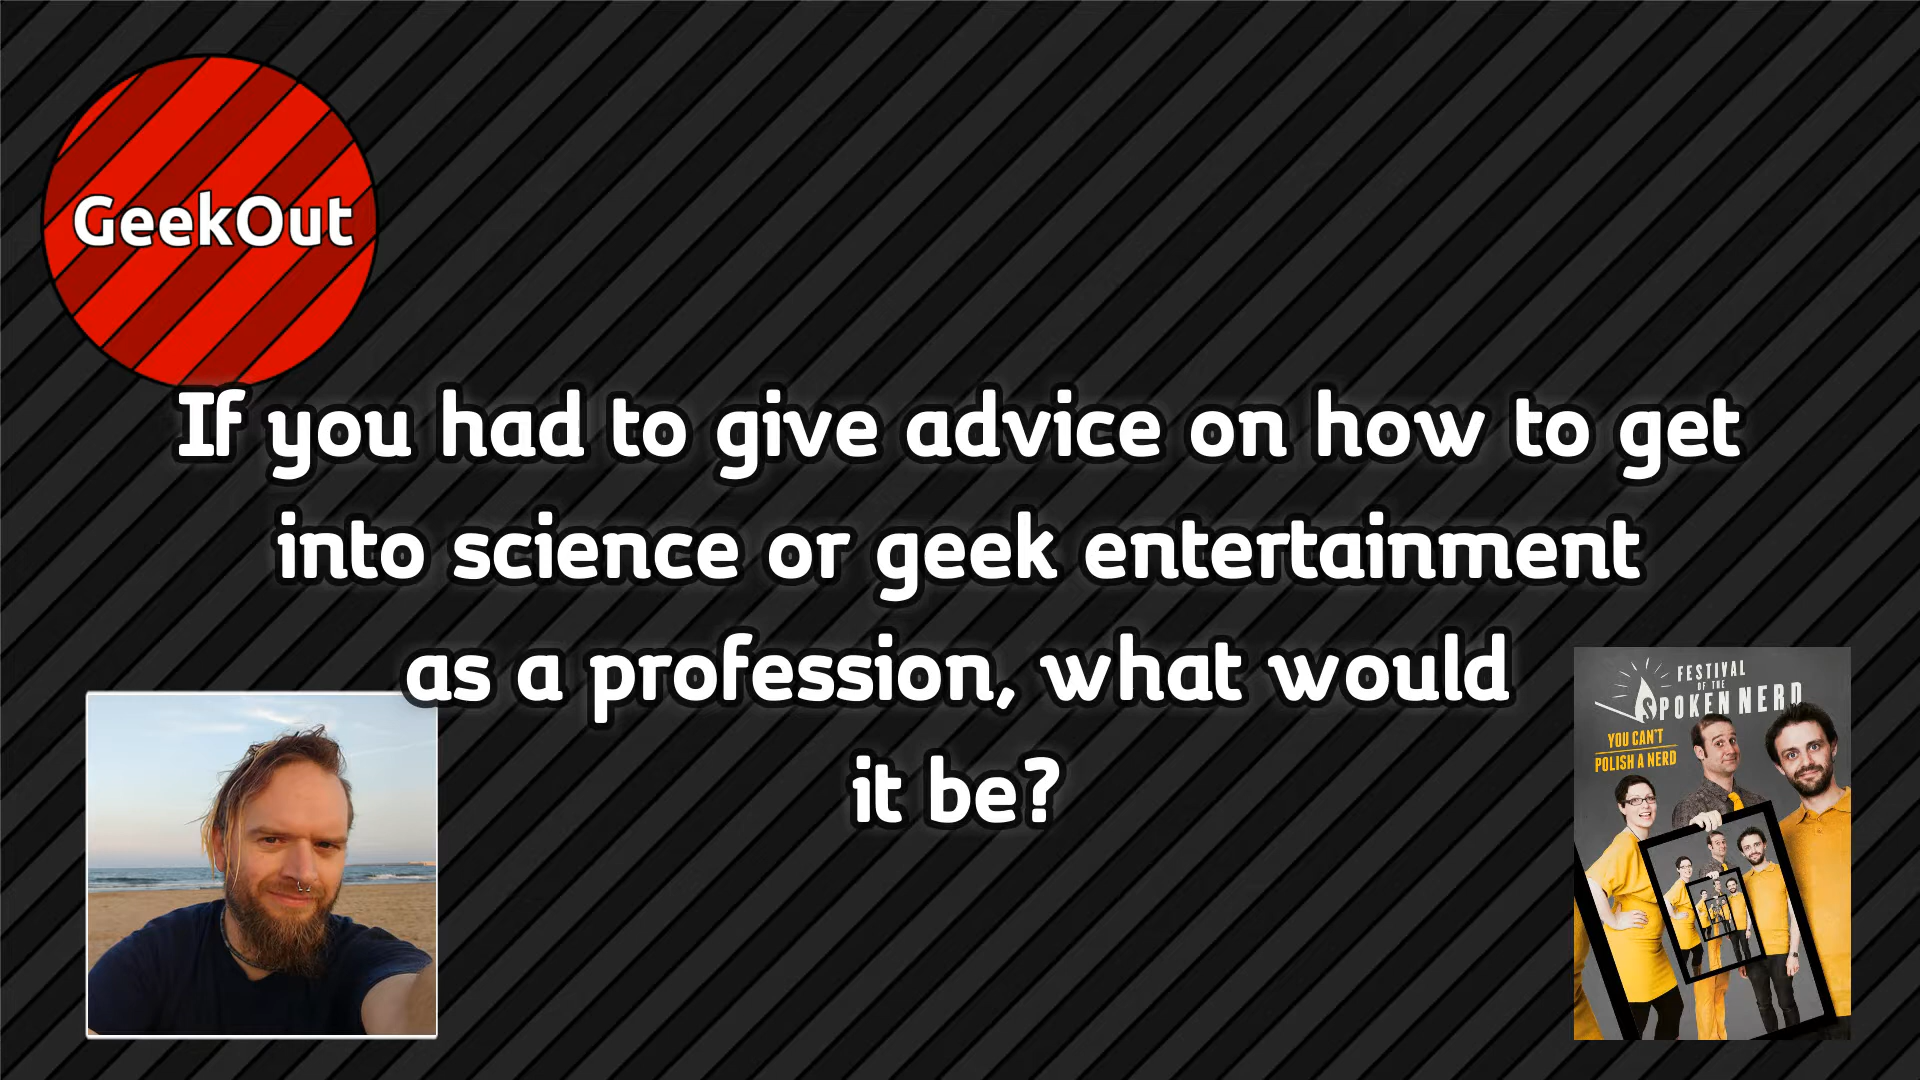 GeekOut
If you had to give advice on how to get
into science or geek entertainment
as a profession, what would
it be?
FESTIVAL
OF THE
SPOKEN NERD
YOU CAN'T
POLISH A NERD